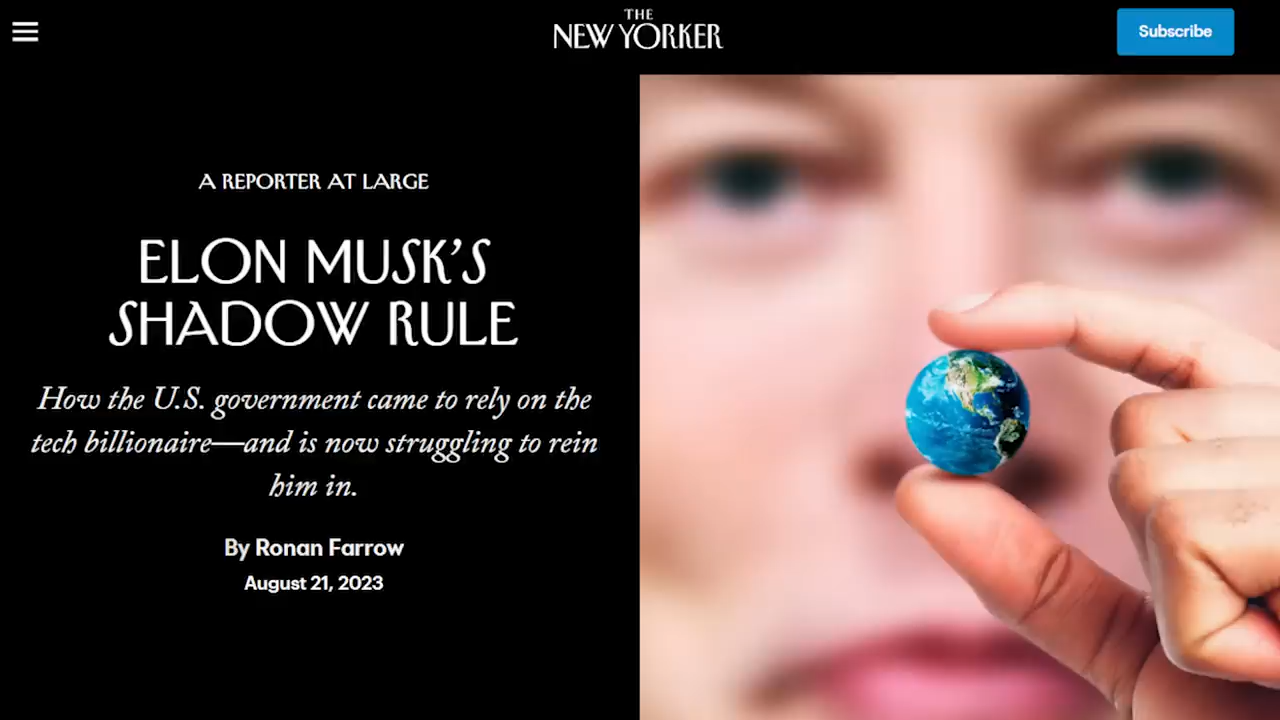 THE
NEW YORKER
Subscribe
A REPORTER AT LARGE
ELON MUSK’S
SHADOW RULE
How the U.S. government came to rely on the
tech billionaire—and is now struggling to rein
him in.
By Ronan Farrow
August 21, 2023